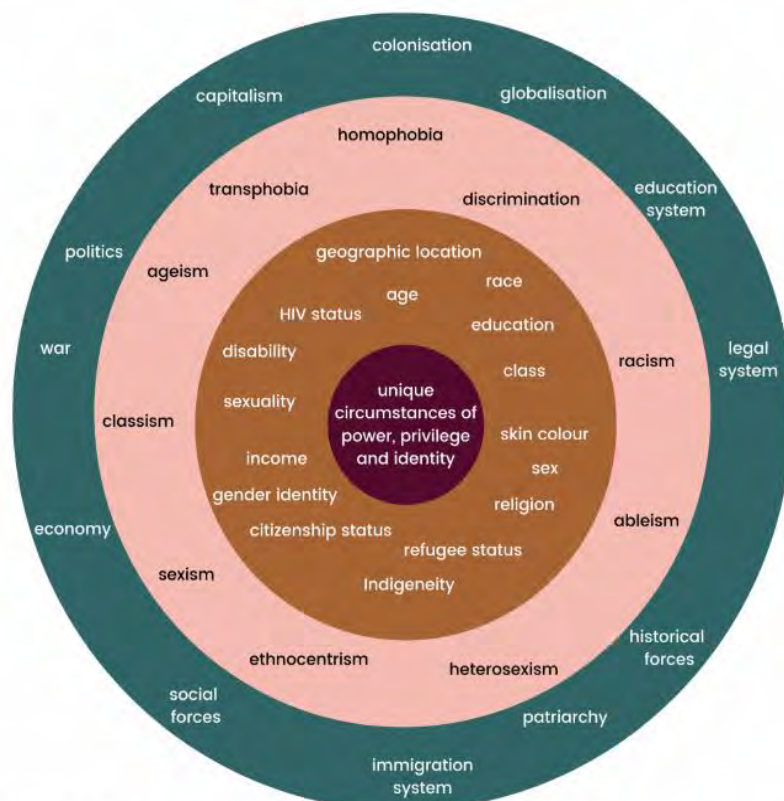 colonisation
capitalism
globalisation
homophobia
transphobia
discrimination
education
system
politics
ageism
geographic location
race
age
HIV status
education
war
disability
racism
legal
system
class
unique
circumstances of
power, privilege
and identity
sexuality
classism
skin colour
income
sex
gender identity
religion
citizenship status
ableism
economy
refugee status
sexism
Indigeneity
historical
forces
ethnocentrism
heterosexism
social
forces
patriarchy
immigration
system